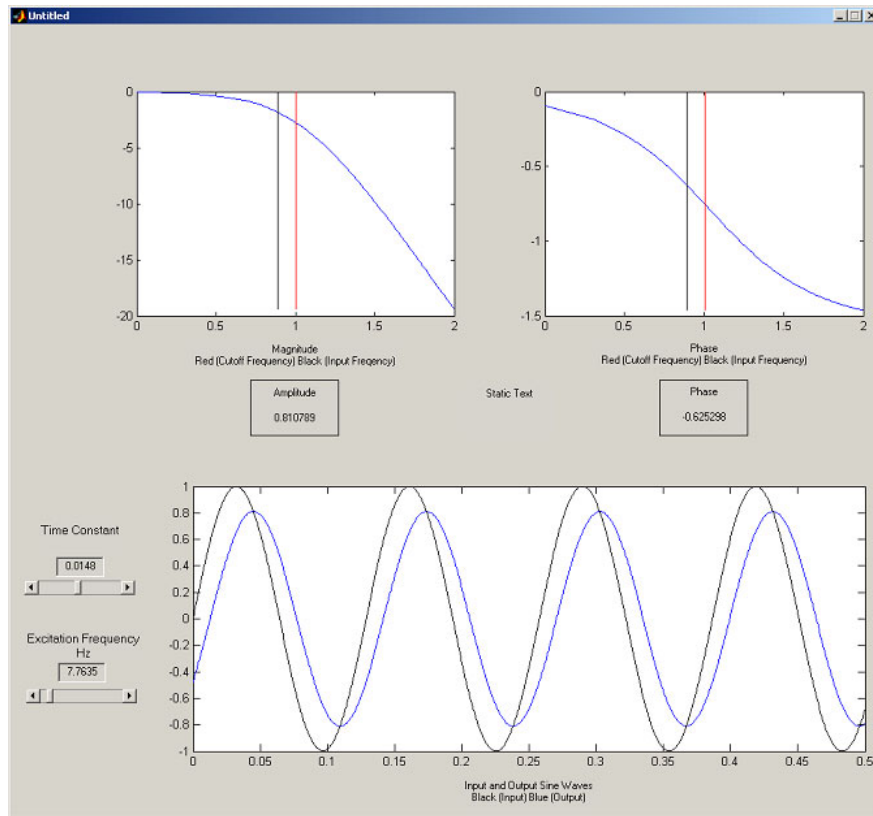 Untitled
0
-5
-10
-15
-20
0 0.5 1 1.5 2
Magnitude
Red (Cutoff Frequency) Black (Input Freqency)
0
-0.5
-1
-1.5
0 0.5 1 1.5 2
Phase
Red (Cutoff Frequency) Black (Input Frequency)
Amplitude
0.810789
Static Text
Phase
-0.625298
Time Constant
0.0148
Excitation Frequency
Hz
7.7635
1
0.8
0.6
0.4
0.2
0
-0.2
-0.4
-0.6
-0.8
-1
0 0.05 0.1 0.15 0.2 0.25 0.3 0.35 0.4 0.45 0.5
Input and Output Sine Waves
Black (Input) Blue (Output)